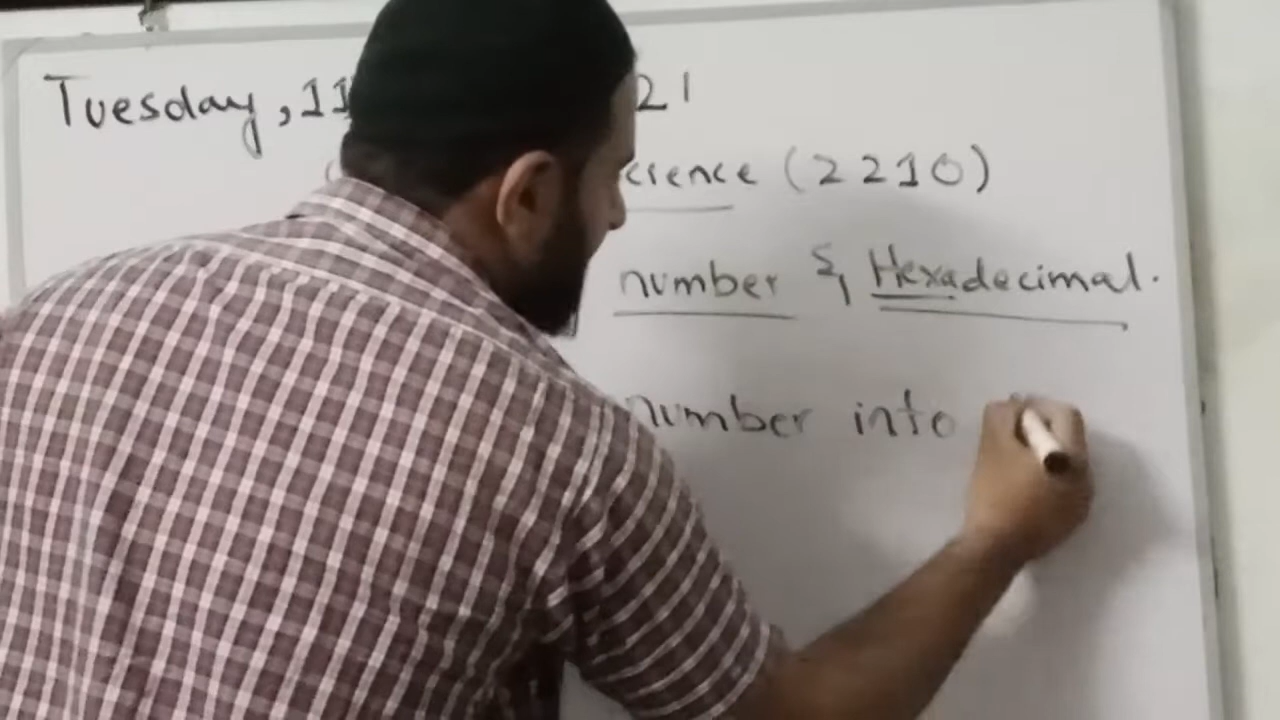 Tuesday, 11 21
cience (2210)
number & Hexadecimal.
number into